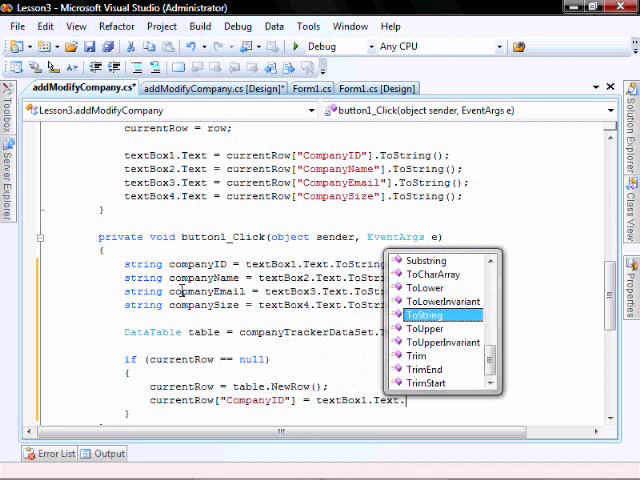 Lesson3 - Microsoft Visual Studio (Administrator)
File Edit View Refactor Project Build Debug Data Tools Test Window Help
Debug Any CPU
addModifyCompany.cs* addModifyCompany.cs [Design]* Form1.cs Form1.cs [Design]
Lesson3.addModifyCompany button1_Click(object sender, EventArgs e)
Toolbox
Server Explorer
currentRow = row;
textBox1.Text = currentRow["CompanyID"].ToString();
textBox2.Text = currentRow["CompanyName"].ToString();
textBox3.Text = currentRow["CompanyEmail"].ToString();
textBox4.Text = currentRow["CompanySize"].ToString();
}
private void button1_Click(object sender, EventArgs e)
{
string companyID = textBox1.Text.ToString
string companyName = textBox2.Text.ToStr
string companyEmail = textBox3.Text.ToSt
string companySize = textBox4.Text.ToStr
DataTable table = companyTrackerDataSet.T
if (currentRow == null)
{
currentRow = table.NewRow();
currentRow["CompanyID"] = textBox1.Text.
}
Substring
ToCharArray
ToLower
ToLowerInvariant
ToString
ToUpper
ToUpperInvariant
Trim
TrimEnd
TrimStart
Solution Explorer
Class View
Properties
Error List Output